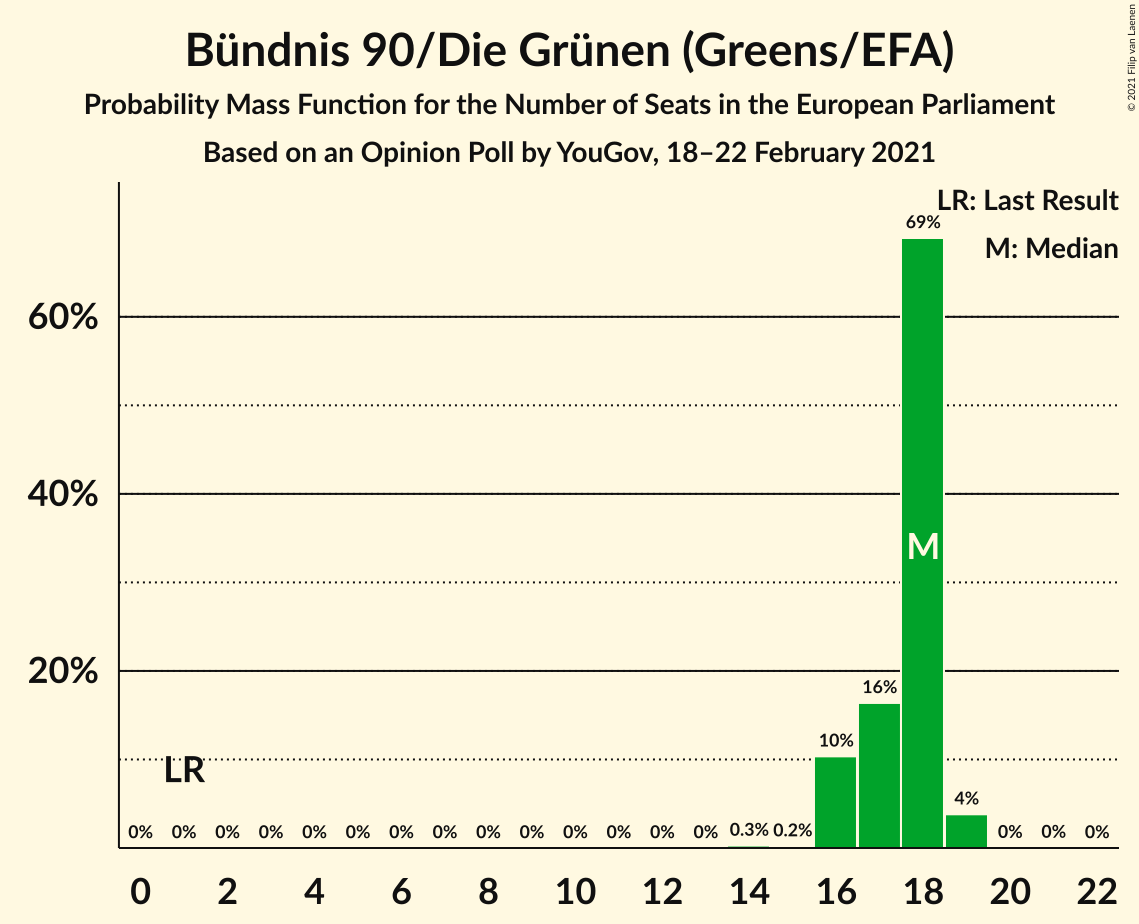 Bündnis 90/Die Grünen (Greens/EFA)
Probability Mass Function for the Number of Seats in the European Parliament
Based on an Opinion Poll by YouGov, 18–22 February 2021
© 2021 Filip van Laenen
LR: Last Result
M: Median
69%
60%
40%
M
20%
16%
10%
LR
4%
0% 0% 0% 0% 0% 0% 0% 0% 0% 0% 0% 0% 0% 0% 0.3% 0.2% 0% 0% 0%
0 2 4 6 8 10 12 14 16 18 20 22